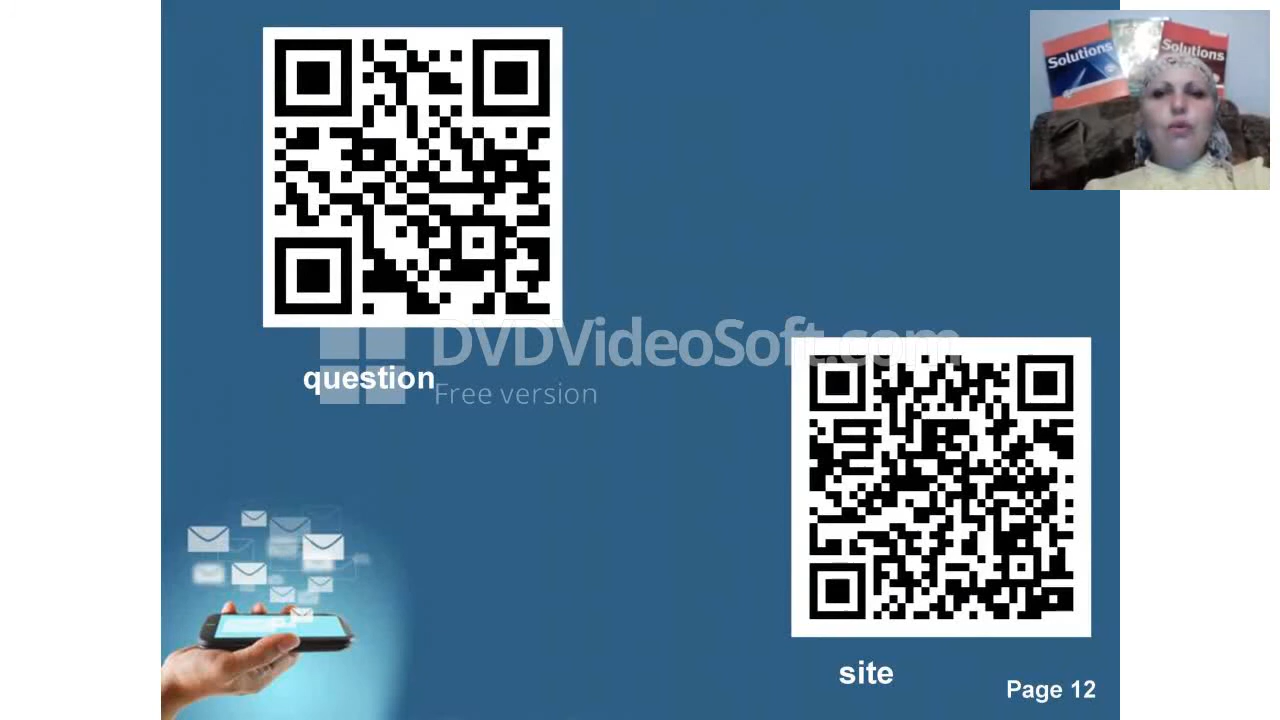 Solutions
Solutions
DVDVideoSoft.com
question
Free version
site
Page 12